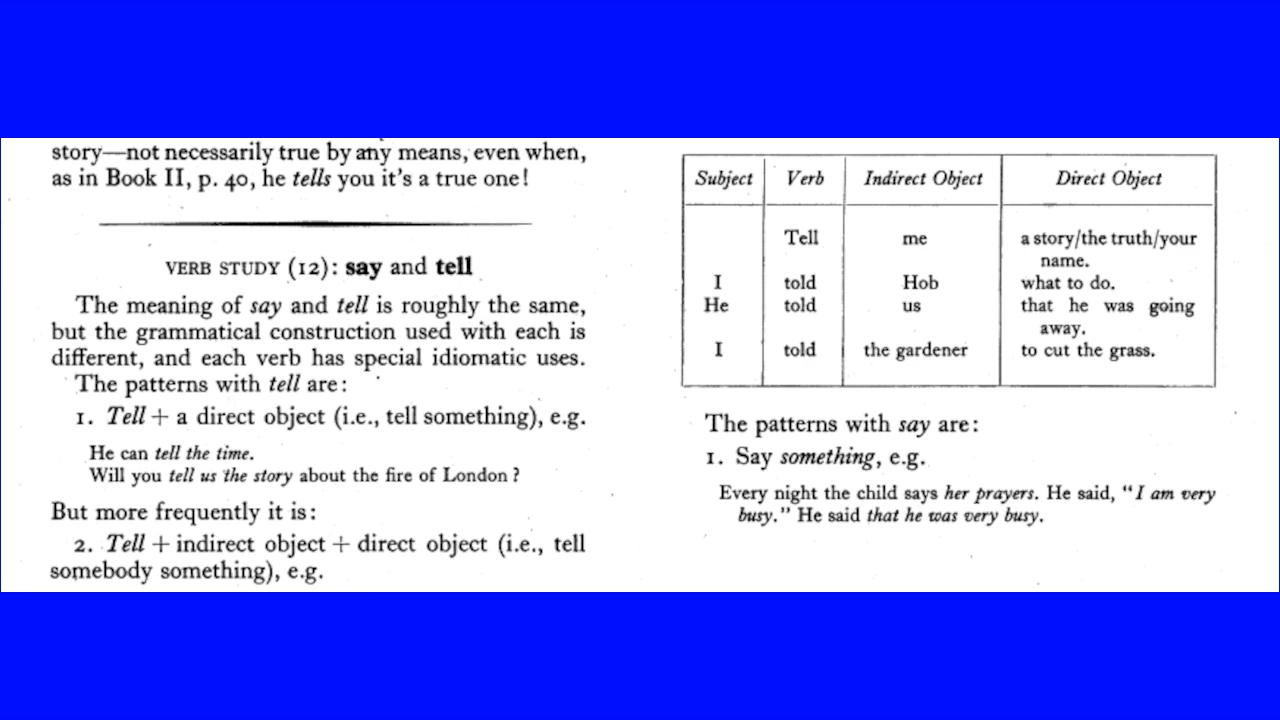 story—not necessarily true by any means, even when,
as in Book II, p. 40, he tells you it's a true one!
VERB STUDY (12): say and tell
The meaning of say and tell is roughly the same,
but the grammatical construction used with each is
different, and each verb has special idiomatic uses.
The patterns with tell are:
1. Tell + a direct object (i.e., tell something), e.g.
He can tell the time.
Will you tell us the story about the fire of London?
But more frequently it is:
2. Tell + indirect object + direct object (i.e., tell
somebody something), e.g.
Subject Verb Indirect Object Direct Object
Tell me a story/the truth/your
name.
I told Hob what to do.
He told us that he was going
away.
I told the gardener to cut the grass.
The patterns with say are:
1. Say something, e.g.
Every night the child says her prayers. He said, "I am very
busy." He said that he was very busy.